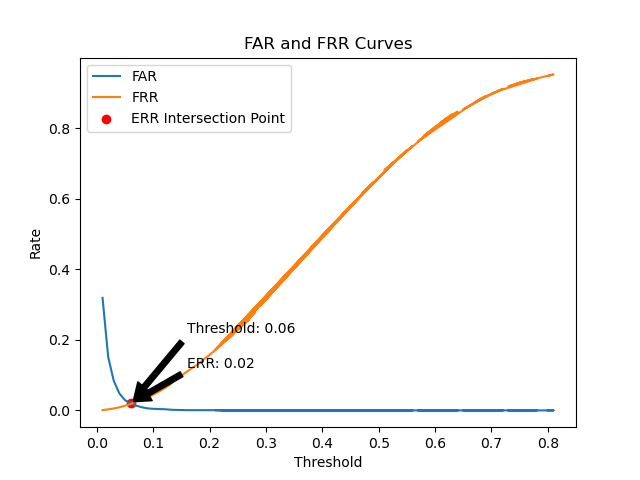 FAR and FRR Curves
FAR
FRR
ERR Intersection Point
Rate
0.8
0.6
0.4
0.2
0.0
Threshold: 0.06
ERR: 0.02
0.0 0.1 0.2 0.3 0.4 0.5 0.6 0.7 0.8
Threshold